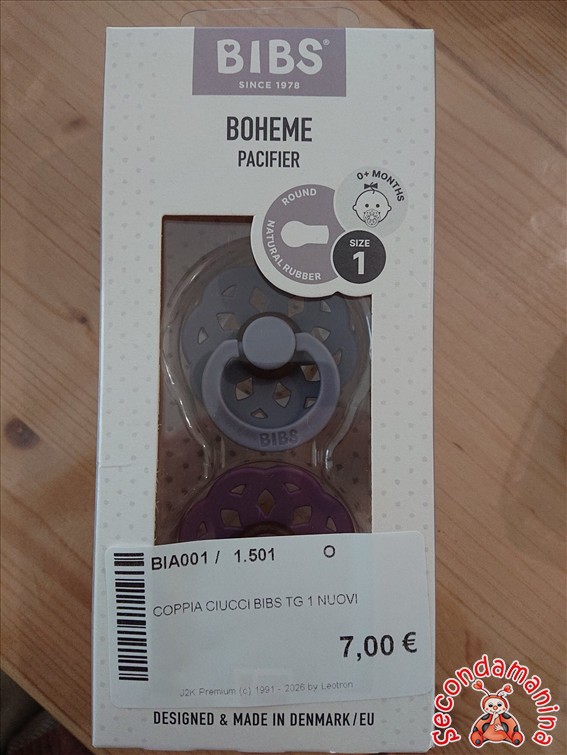 BIBS®
SINCE 1978
BOHEME
PACIFIER
0+ MONTHS
ROUND
NATURAL RUBBER
SIZE
1
BIBS
BIA001 / 1.501 O
COPPIA CIUCCI BIBS TG 1 NUOVI
7,00 €
J2K Premium (c) 1991 - 2026 by Leotron
DESIGNED & MADE IN DENMARK/EU
secondamanina